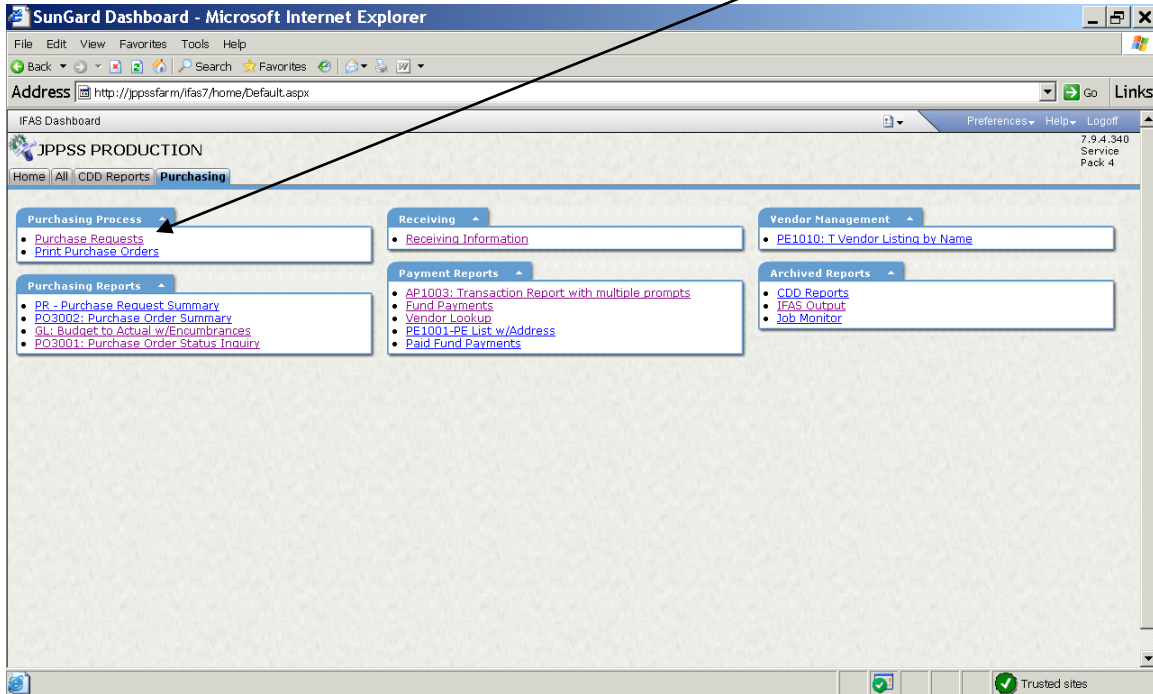 SunGard Dashboard - Microsoft Internet Explorer
File Edit View Favorites Tools Help
Back Search Favorites
Address http://jppssfarm/ifas7/home/Default.aspx Go Links
IFAS Dashboard Preferences Help Logoff
JPPSS PRODUCTION
7.9.4.340
Service
Pack 4
Home All CDD Reports Purchasing
Purchasing Process
Purchase Requests
Print Purchase Orders
Purchasing Reports
PR - Purchase Request Summary
PO3002: Purchase Order Summary
GL: Budget to Actual w/Encumbrances
PO3001: Purchase Order Status Inquiry
Receiving
Receiving Information
Payment Reports
AP1003: Transaction Report with multiple prompts
Fund Payments
Vendor Lookup
PE1001-PE List w/Address
Paid Fund Payments
Vendor Management
PE1010: T Vendor Listing by Name
Archived Reports
CDD Reports
IFAS Output
Job Monitor
Trusted sites